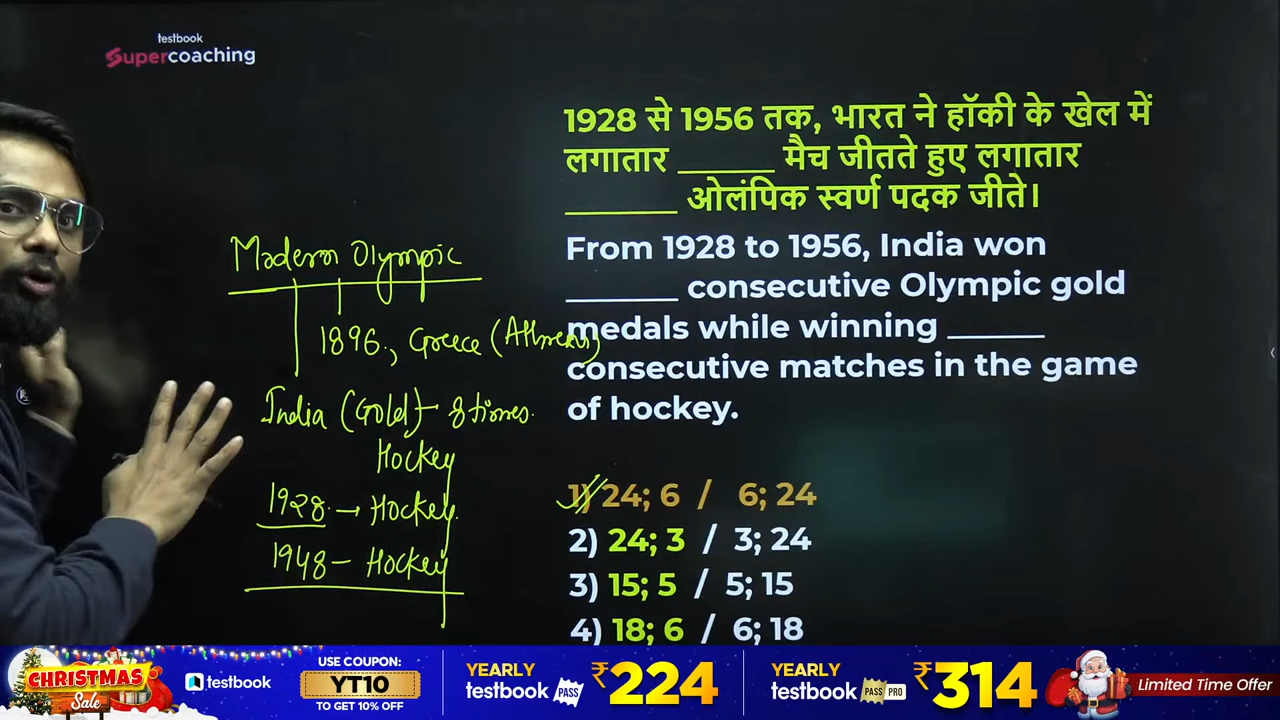 testbook
Supercoaching
1928 से 1956 तक, भारत ने हॉकी के खेल में
लगातार ______ मैच जीतते हुए लगातार
_______ ओलंपिक स्वर्ण पदक जीते।
From 1928 to 1956, India won
_______ consecutive Olympic gold
medals while winning ______
consecutive matches in the game
of hockey.
1) 24; 6 / 6; 24
2) 24; 3 / 3; 24
3) 15; 5 / 5; 15
4) 18; 6 / 6; 18
Modern Olympic
1896., Greece (Athens)
India (Gold) - 8 times.
Hockey
1928. → Hockey.
1948 - Hockey
CHRISTMAS
Sale
testbook
USE COUPON:
YT10
TO GET 10% OFF
YEARLY
testbook PASS
₹224
YEARLY
testbook PASS PRO
₹314
Limited Time Offer